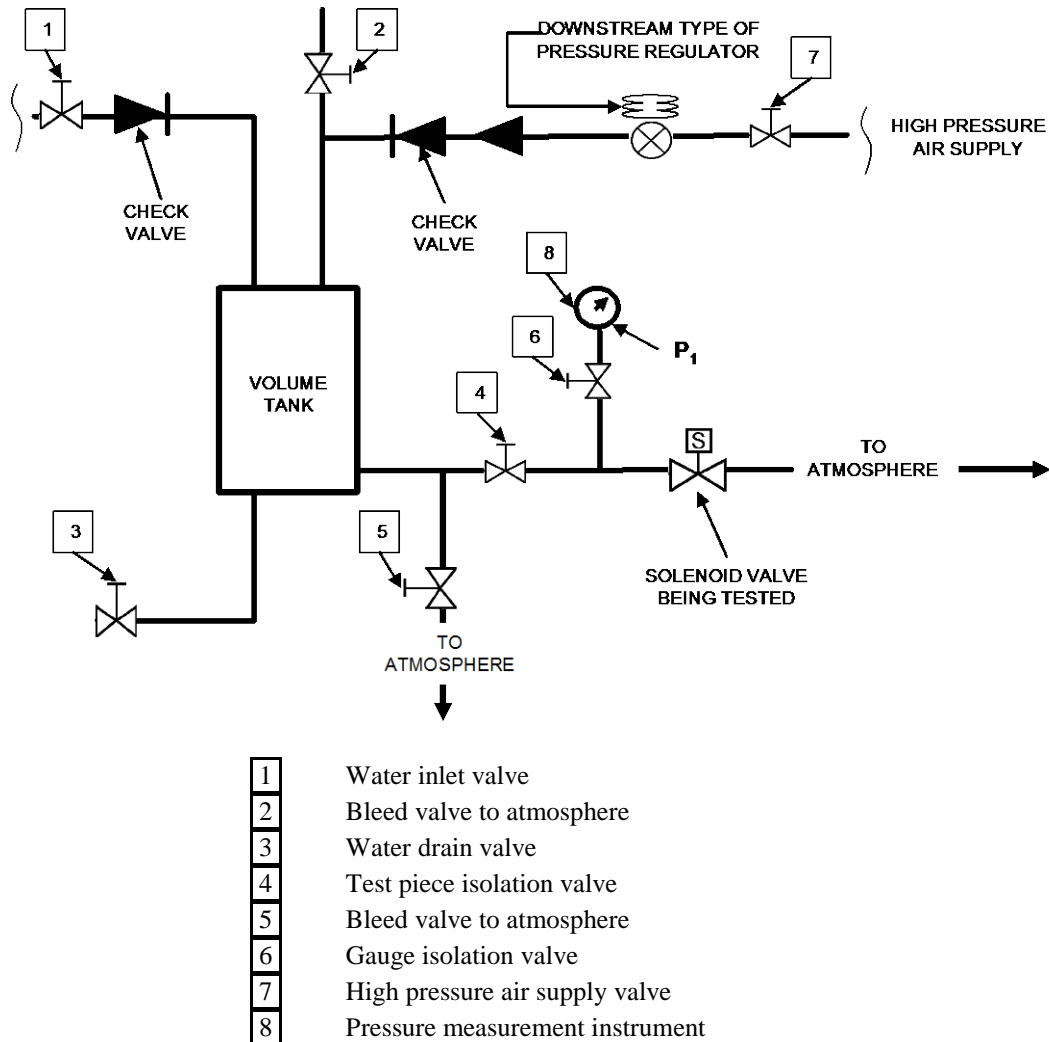 1
2
DOWNSTREAM TYPE OF
PRESSURE REGULATOR
7
HIGH PRESSURE
AIR SUPPLY
CHECK
VALVE
CHECK
VALVE
8
P1
6
VOLUME
TANK
4
S
TO
ATMOSPHERE
3
5
SOLENOID VALVE
BEING TESTED
TO
ATMOSPHERE
1 Water inlet valve
2 Bleed valve to atmosphere
3 Water drain valve
4 Test piece isolation valve
5 Bleed valve to atmosphere
6 Gauge isolation valve
7 High pressure air supply valve
8 Pressure measurement instrument